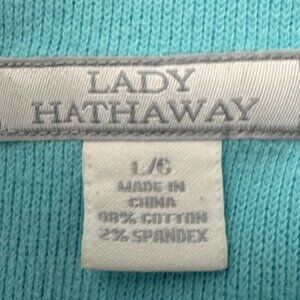 LADY
HATHAWAY
L/G
MADE IN
CHINA
98% COTTON
2% SPANDEX